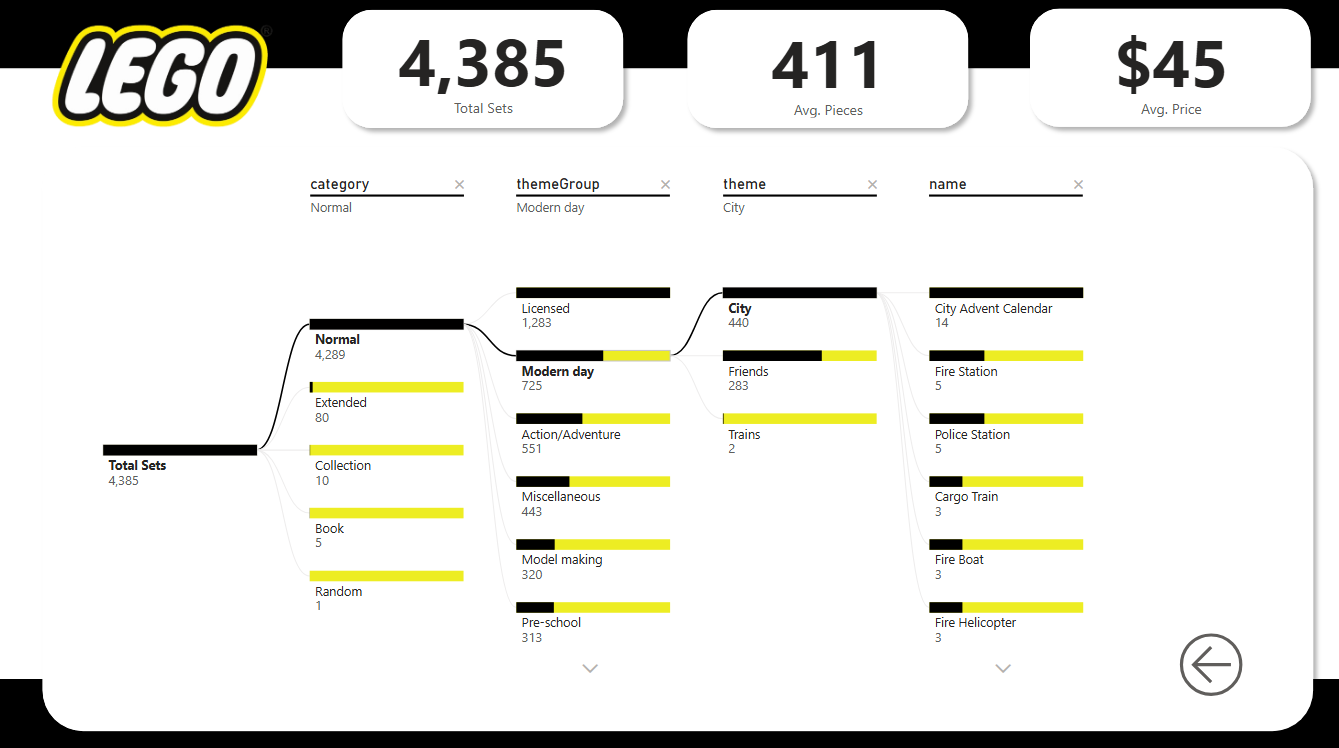 LEGO
®
4,385
Total Sets
411
Avg. Pieces
$45
Avg. Price
category
Normal
themeGroup
Modern day
theme
City
name
Total Sets
4,385
Normal
4,289
Extended
80
Collection
10
Book
5
Random
1
Licensed
1,283
Modern day
725
Action/Adventure
551
Miscellaneous
443
Model making
320
Pre-school
313
City
440
Friends
283
Trains
2
City Advent Calendar
14
Fire Station
5
Police Station
5
Cargo Train
3
Fire Boat
3
Fire Helicopter
3